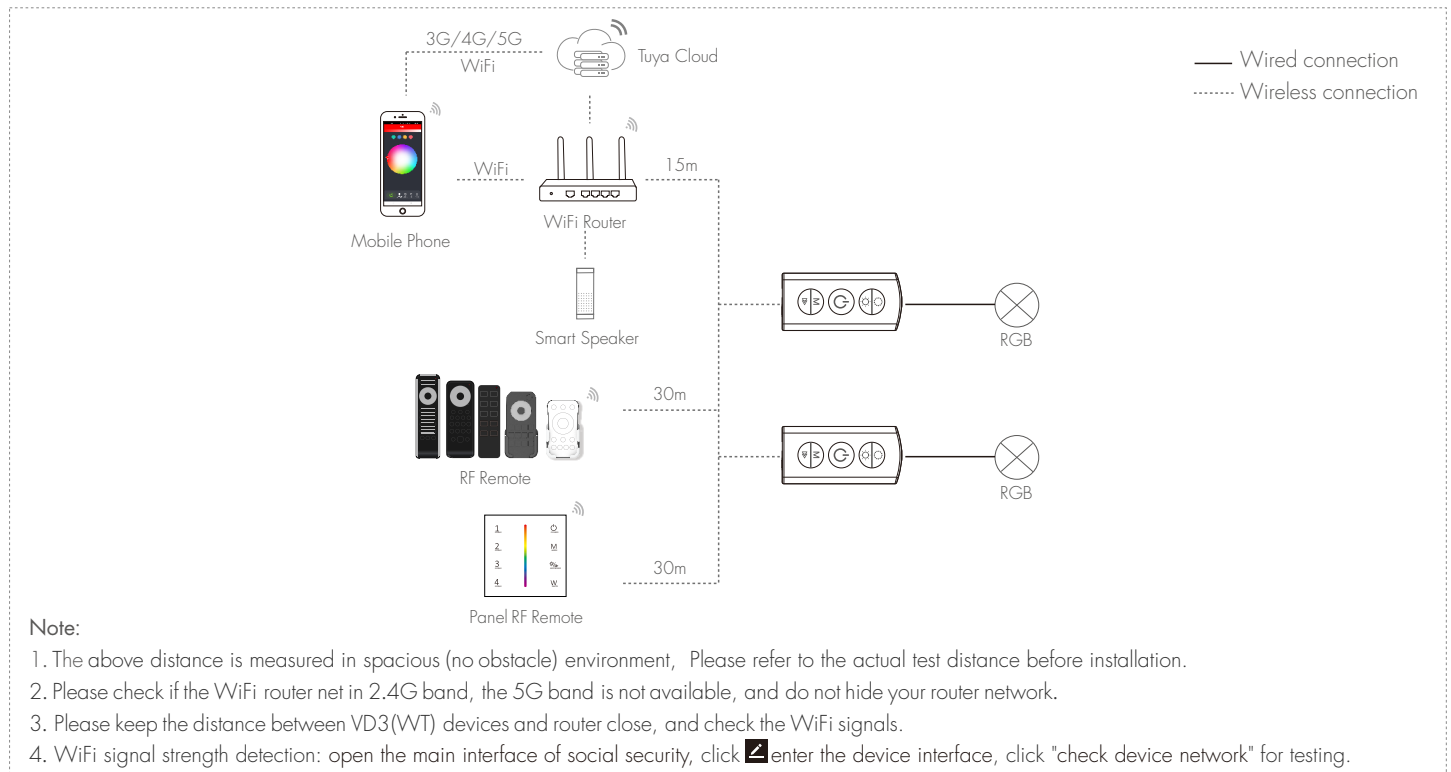 3G/4G/5G
WiFi
Tuya Cloud
Wired connection
Wireless connection
WiFi
15m
WiFi Router
Mobile Phone
Smart Speaker
M
RGB
30m
RF Remote
M
RGB
1
2 M
3
4 W
30m
Panel RF Remote
Note:
1. The above distance is measured in spacious (no obstacle) environment, Please refer to the actual test distance before installation.
2. Please check if the WiFi router net in 2.4G band, the 5G band is not available, and do not hide your router network.
3. Please keep the distance between VD3(WT) devices and router close, and check the WiFi signals.
4. WiFi signal strength detection: open the main interface of social security, click enter the device interface, click "check device network" for testing.